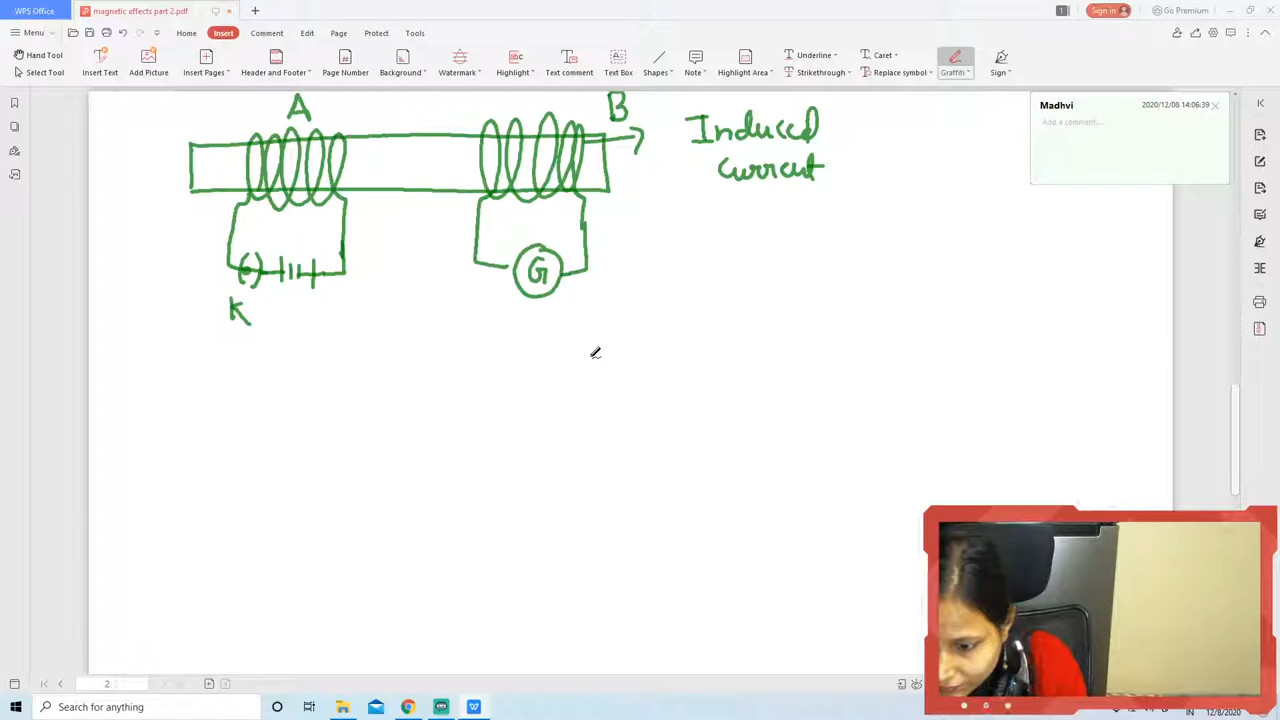 WPS Office
magnetic effects part 2.pdf
1
Sign in
Go Premium
Menu
Home
Insert
Comment
Edit
Page
Protect
Tools
Hand Tool
Select Tool
Insert Text
Add Picture
Insert Pages
Header and Footer
Page Number
Background
Watermark
Highlight
Text comment
Text Box
Shapes
Note
Highlight Area
Underline
Strikethrough
Caret
Replace symbol
Graffiti
Sign
Madhvi
2020/12/08 14:06:39
Add a comment...
A
B
Induced
current
G
K
2
Search for anything
IN
12/8/2020